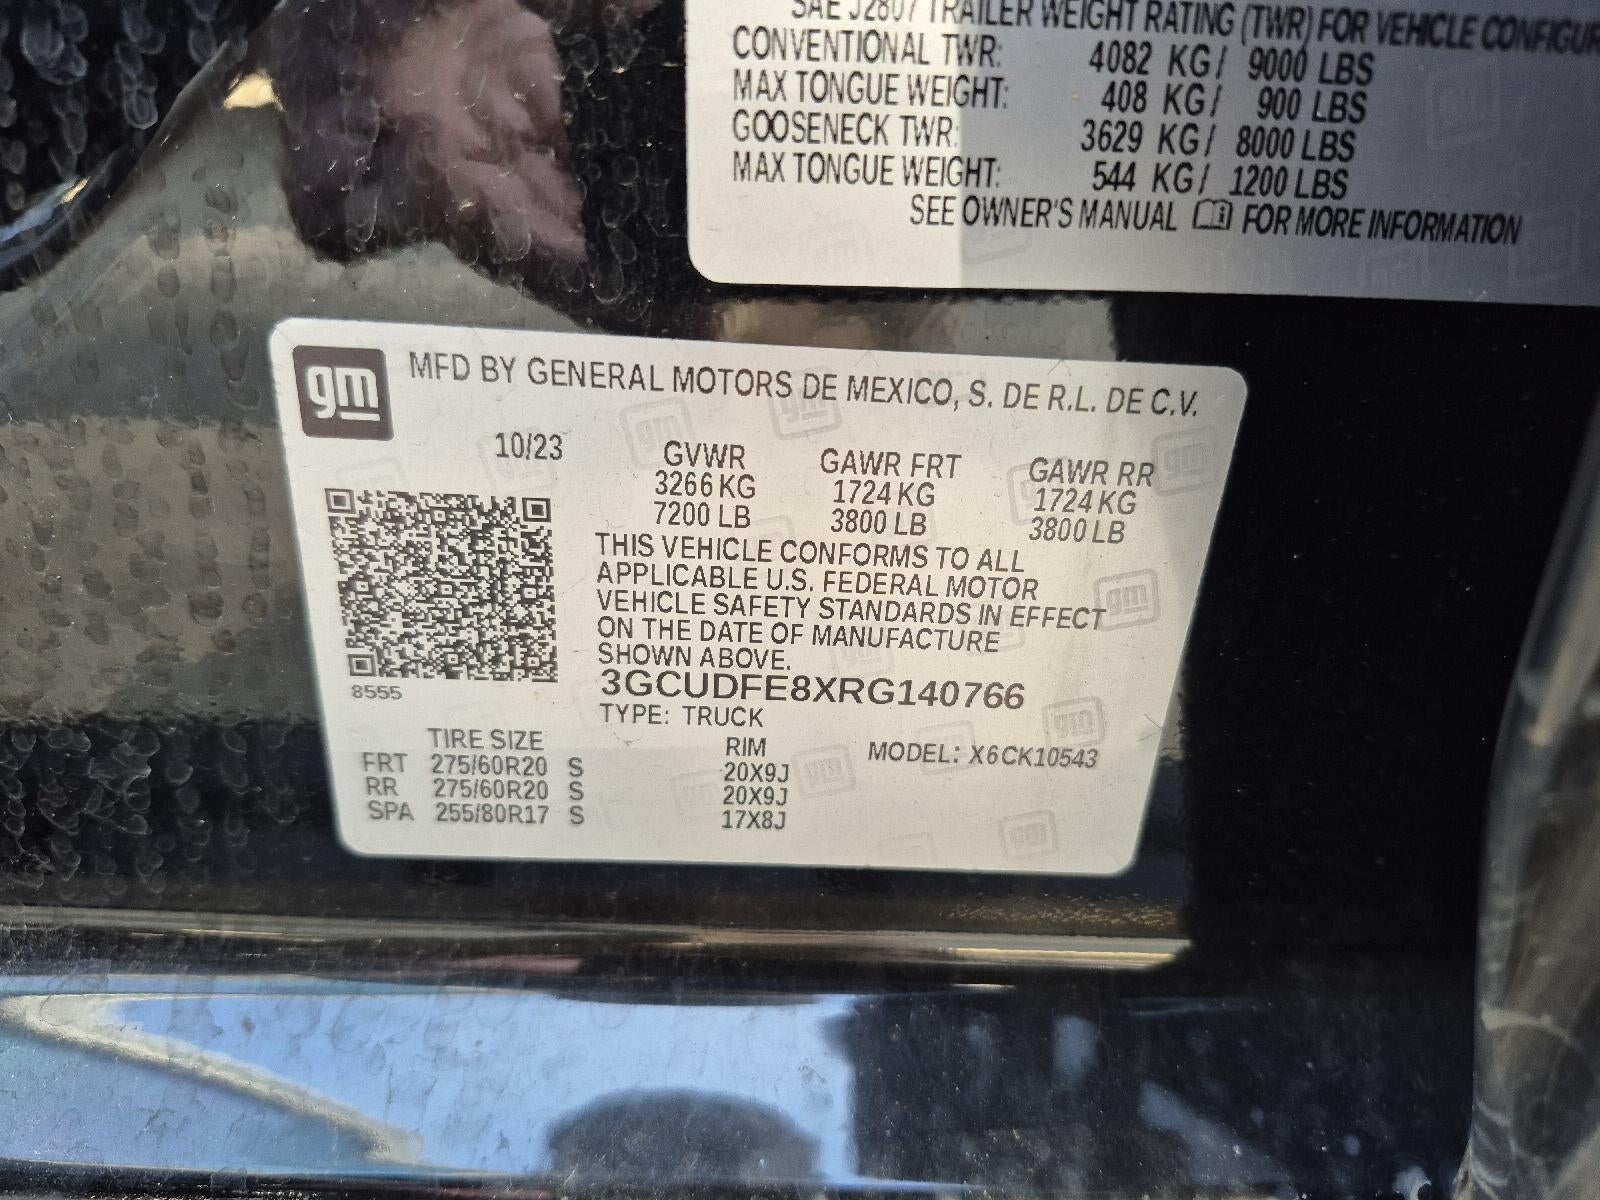 SAE J2807 TRAILER WEIGHT RATING (TWR) FOR VEHICLE
CONVENTIONAL TWR: 4082 KG/ 9000 LBS
MAX TONGUE WEIGHT: 408 KG/ 900 LBS
GOOSENECK TWR: 3629 KG/ 8000 LBS
MAX TONGUE WEIGHT: 544 KG/ 1200 LBS
SEE OWNER'S MANUAL FOR MORE INFORMATION
gm MFD BY GENERAL MOTORS DE MEXICO, S. DE R.L. DE C.V.
10/23 GVWR GAWR FRT GAWR RR
3266 KG 1724 KG 1724 KG
7200 LB 3800 LB 3800 LB
THIS VEHICLE CONFORMS TO ALL
APPLICABLE U.S. FEDERAL MOTOR
VEHICLE SAFETY STANDARDS IN EFFECT
ON THE DATE OF MANUFACTURE
SHOWN ABOVE.
8555 3GCUDFE8XRG140766
TYPE: TRUCK
TIRE SIZE RIM MODEL: X6CK10543
FRT 275/60R20 S 20X9J
RR 275/60R20 S 20X9J
SPA 255/80R17 S 17X8J